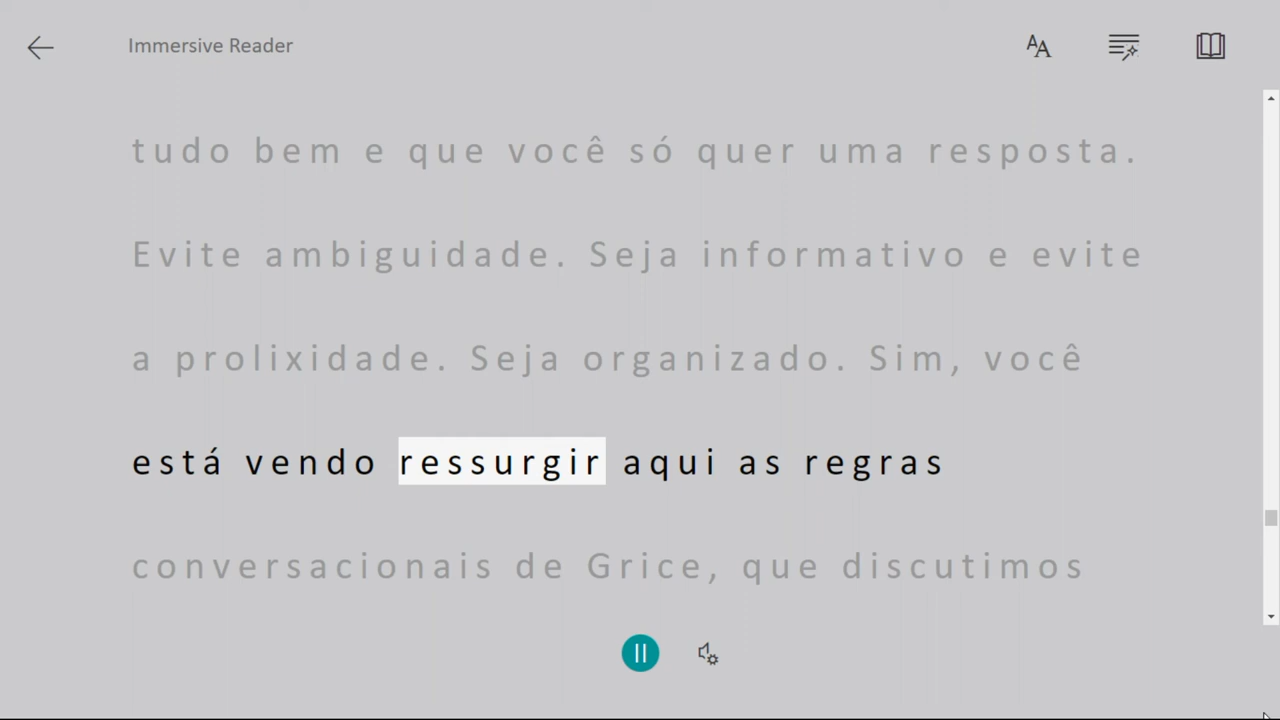 Immersive Reader
tudo bem e que você só quer uma resposta.
Evite ambiguidade. Seja informativo e evite
a prolixidade. Seja organizado. Sim, você
está vendo ressurgir aqui as regras
conversacionais de Grice, que discutimos